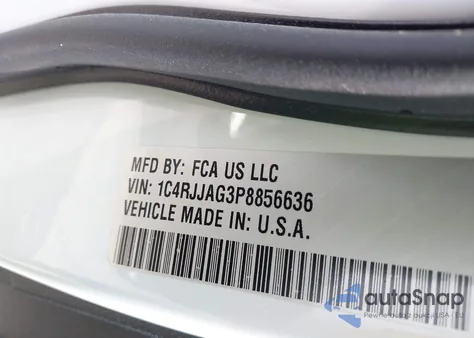 MFD BY: FCA US LLC
VIN: 1C4RJJAG3P8856636
VEHICLE MADE IN: U.S.A.
autoSnap